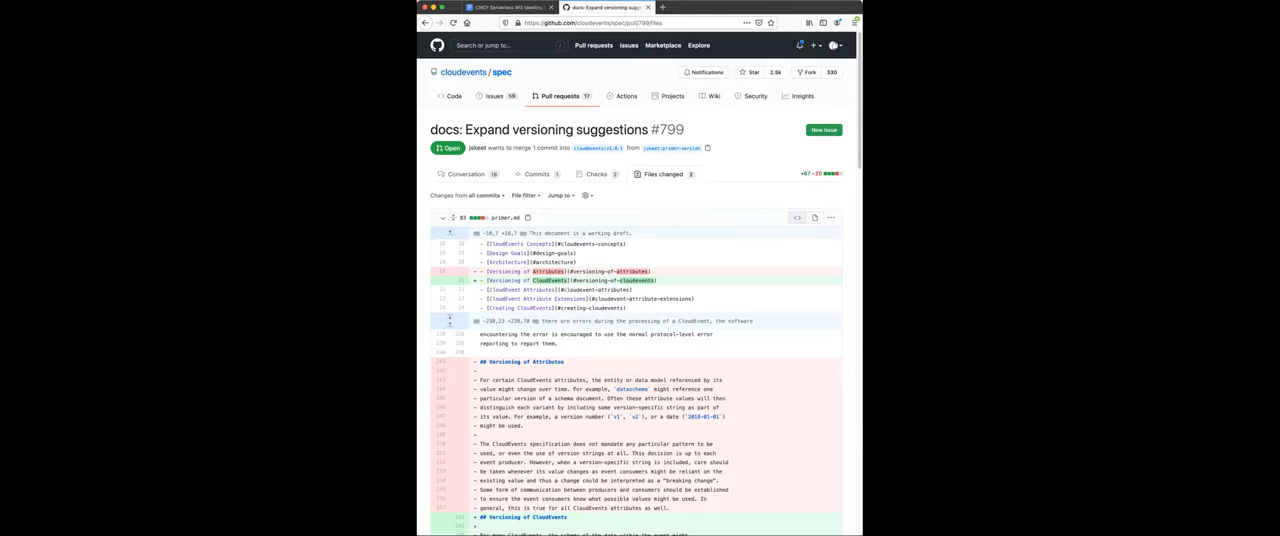 CNCF Serverless WG Meeting
docs: Expand versioning sugge
https://github.com/cloudevents/spec/pull/799/files
Search or jump to...
Pull requests Issues Marketplace Explore
cloudevents / spec
Notifications Star 2.5k Fork 330
Code Issues 59 Pull requests 17 Actions Projects Wiki Security Insights
docs: Expand versioning suggestions #799
New issue
Open jskeet wants to merge 1 commit into cloudevents:v1.0.1 from jskeet:primer-version
Conversation 19 Commits 1 Checks 2 Files changed 2
+67 −20
Changes from all commits File filter Jump to
83 primer.md
@@ -18,7 +18,7 @@ This document is a working draft.
- [CloudEvents Concepts](#cloudevents-concepts)
- [Design Goals](#design-goals)
- [Architecture](#architecture)
- - [Versioning of Attributes](#versioning-of-attributes)
+ - [Versioning of CloudEvents](#versioning-of-cloudevents)
- [CloudEvent Attributes](#cloudevent-attributes)
- [CloudEvent Attribute Extensions](#cloudevent-attribute-extensions)
- [Creating CloudEvents](#creating-cloudevents)
@@ -238,23 +238,70 @@ there are errors during the processing of a CloudEvent, the software
encountering the error is encouraged to use the normal protocol-level error
reporting to report them.
- ## Versioning of Attributes
-
- For certain CloudEvents attributes, the entity or data model referenced by its
- value might change over time. For example, `dataschema` might reference one
- particular version of a schema document. Often these attribute values will then
- distinguish each variant by including some version-specific string as part of
- its value. For example, a version number (`v1`, `v2`), or a date (`2018-01-01`)
- might be used.
-
- The CloudEvents specification does not mandate any particular pattern to be
- used, or even the use of version strings at all. This decision is up to each
- event producer. However, when a version-specific string is included, care should
- be taken whenever its value changes as event consumers might be reliant on the
- existing value and thus a change could be interpreted as a "breaking change".
- Some form of communication between producers and consumers should be established
- to ensure the event consumers know what possible values might be used. In
- general, this is true for all CloudEvents attributes as well.
+ ## Versioning of CloudEvents
+